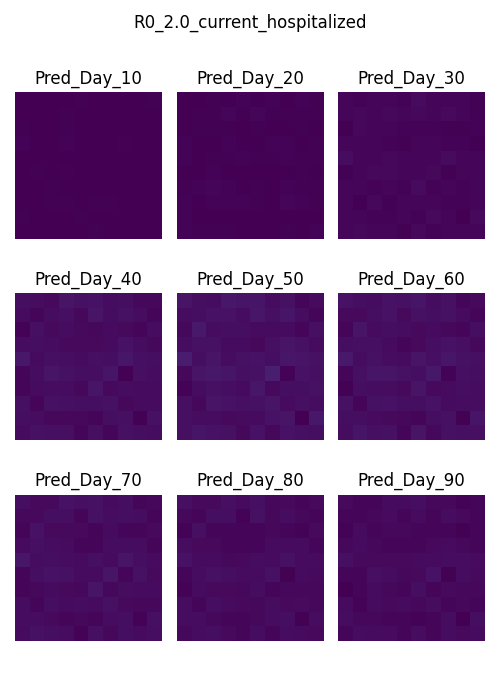 R0_2.0_current_hospitalized
Pred_Day_10 Pred_Day_20 Pred_Day_30
Pred_Day_40 Pred_Day_50 Pred_Day_60
Pred_Day_70 Pred_Day_80 Pred_Day_90